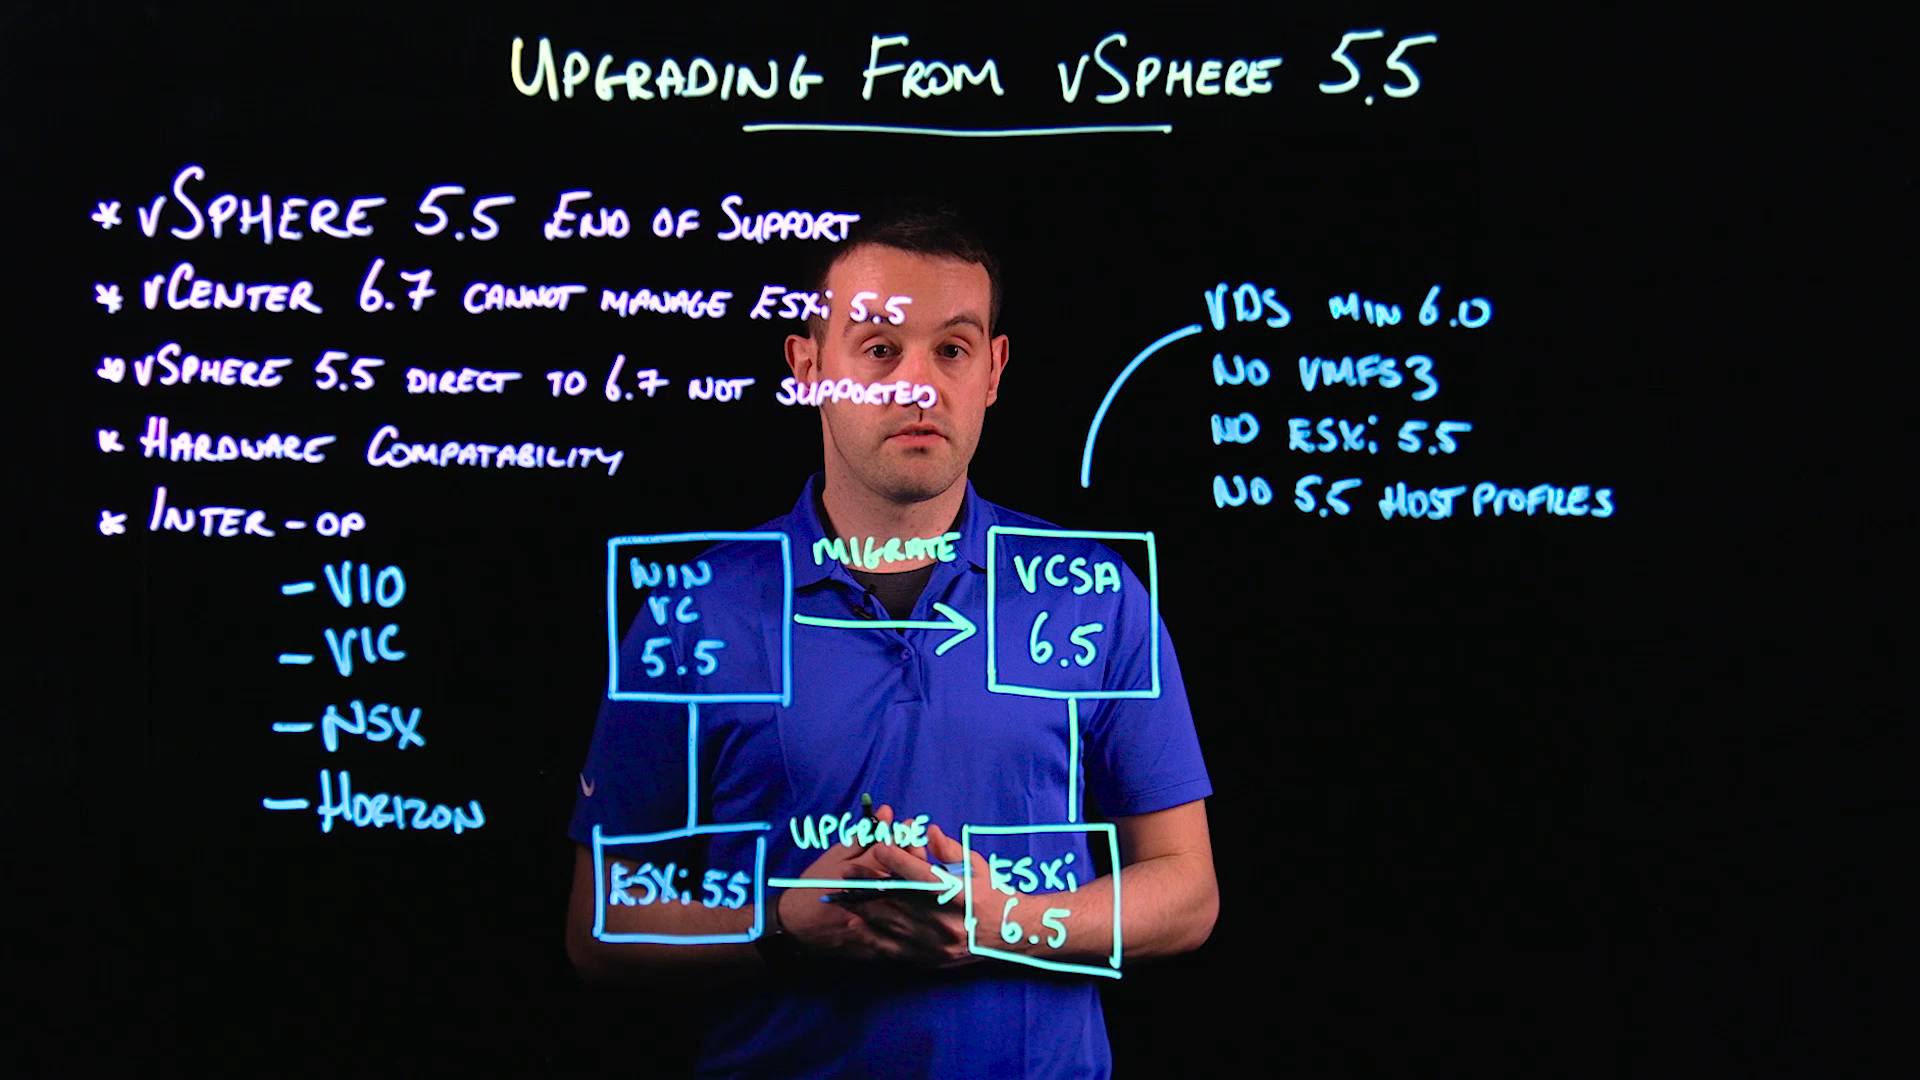 UPGRADING FROM vSPHERE 5.5
* vSPHERE 5.5 END OF SUPPORT
* vCENTER 6.7 CANNOT MANAGE ESXi 5.5
* vSPHERE 5.5 DIRECT TO 6.7 NOT SUPPORTED
* HARDWARE COMPATABILITY
* INTER-OP
- VIO
- VIC
- NSX
- HORIZON
WIN
VC
5.5
MIGRATE
VCSA
6.5
ESXi 5.5
UPGRADE
ESXi
6.5
VDS MIN 6.0
NO VMFS3
NO ESXi 5.5
NO 5.5 HOST PROFILES